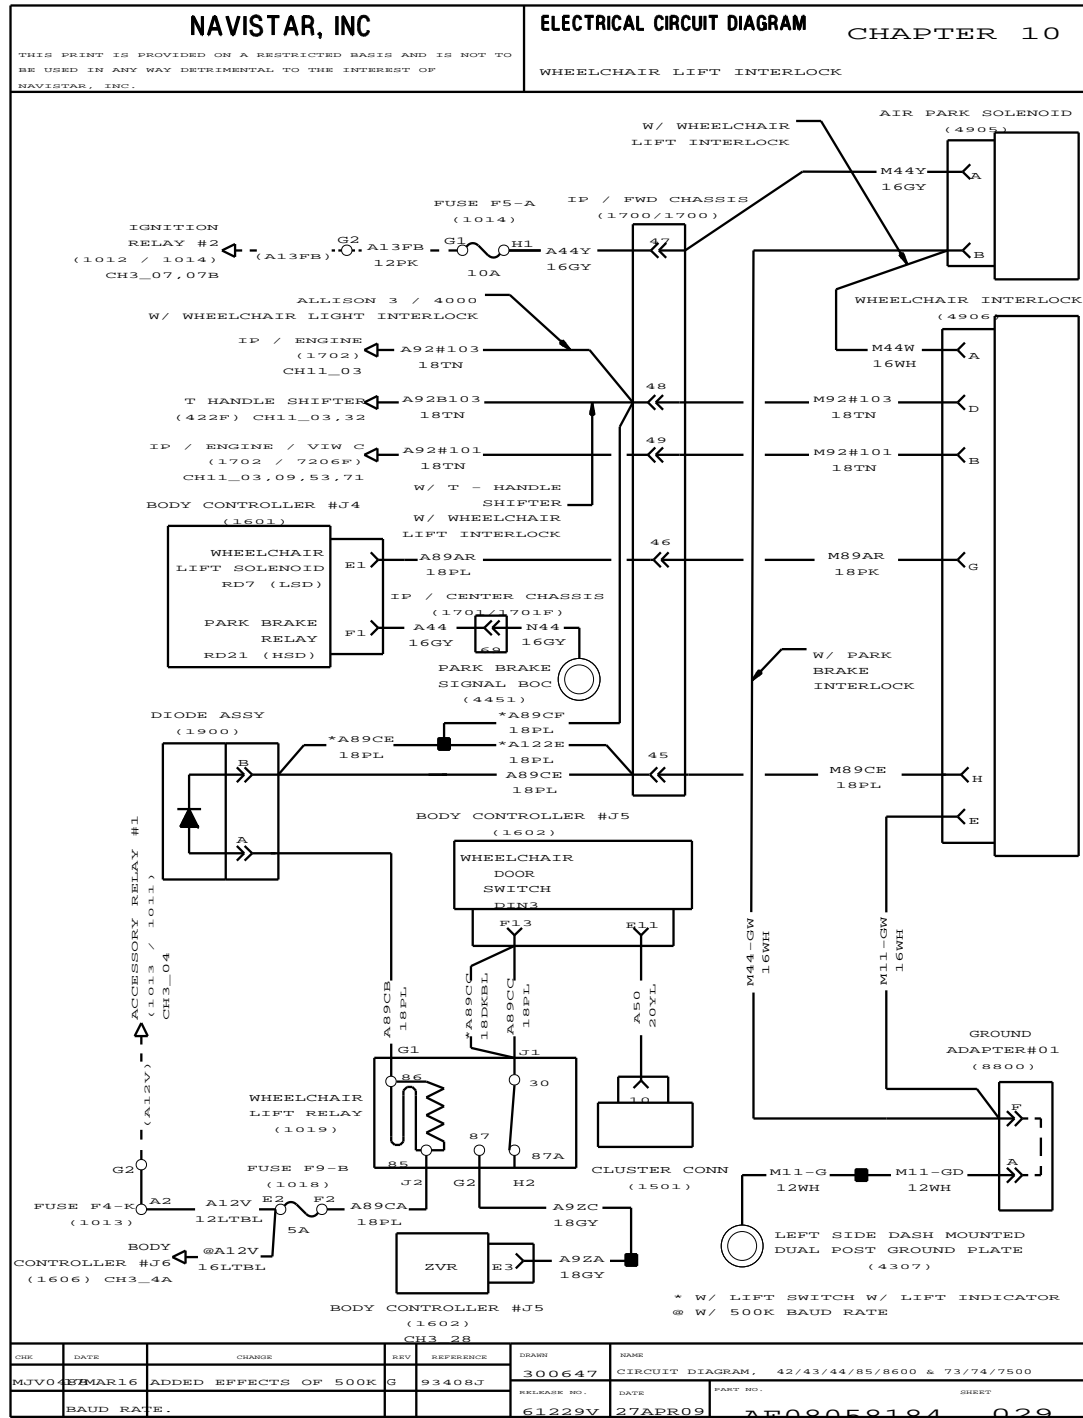 NAVISTAR, INC
THIS PRINT IS PROVIDED ON A RESTRICTED BASIS AND IS NOT TO
BE USED IN ANY WAY DETRIMENTAL TO THE INTEREST OF
NAVISTAR, INC.
ELECTRICAL CIRCUIT DIAGRAM
CHAPTER 10
WHEELCHAIR LIFT INTERLOCK
AIR PARK SOLENOID
(4905)
W/ WHEELCHAIR
LIFT INTERLOCK
M44Y
16GY
A
B
FUSE F5-A
(1014)
IP / FWD CHASSIS
(1700/1700)
IGNITION
RELAY #2
(1012 / 1014)
CH3_07,07B
(A13FB)
G2
A13FB
12PK
G1
H1
10A
A44Y
16GY
47
ALLISON 3 / 4000
W/ WHEELCHAIR LIGHT INTERLOCK
WHEELCHAIR INTERLOCK
(4906)
IP / ENGINE
(1702)
CH11_03
A92#103
18TN
M44W
16WH
A
T HANDLE SHIFTER
(422F) CH11_03,32
A92B103
18TN
48
M92#103
18TN
D
IP / ENGINE / VIW C
(1702 / 7206F)
CH11_03,09,53,71
A92#101
18TN
49
M92#101
18TN
B
W/ T - HANDLE
SHIFTER
W/ WHEELCHAIR
LIFT INTERLOCK
BODY CONTROLLER #J4
(1601)
WHEELCHAIR
LIFT SOLENOID
RD7 (LSD)
E1
A89AR
18PL
46
M89AR
18PK
G
PARK BRAKE
RELAY
RD21 (HSD)
F1
IP / CENTER CHASSIS
(1701/1701F)
A44
16GY
69
N44
16GY
PARK BRAKE
SIGNAL BOC
(4451)
W/ PARK
BRAKE
INTERLOCK
DIODE ASSY
(1900)
*A89CF
18PL
*A89CE
18PL
*A122E
18PL
A89CE
18PL
B
A
45
M89CE
18PL
H
E
BODY CONTROLLER #J5
(1602)
WHEELCHAIR
DOOR
SWITCH
DIN3
F13
E11
ACCESSORY RELAY #1
(1013 / 1011)
CH3_04
(A12V)
A89CB
18PL
*A89CC
18DKBL
A89CC
18PL
A50
20YL
M44-GW
16WH
M11-GW
16WH
G1
J1
86
30
87
87A
85
J2
G2
H2
WHEELCHAIR
LIFT RELAY
(1019)
10
CLUSTER CONN
(1501)
GROUND
ADAPTER#01
(8800)
F
A
M11-G
12WH
M11-GD
12WH
G2
FUSE F4-K
(1013)
A2
A12V
12LTBL
FUSE F9-B
(1018)
E2
F2
5A
A89CA
18PL
A9ZC
18GY
BODY
CONTROLLER #J6
(1606) CH3_4A
@A12V
16LTBL
ZVR
E3
A9ZA
18GY
BODY CONTROLLER #J5
(1602)
CH3_28
LEFT SIDE DASH MOUNTED
DUAL POST GROUND PLATE
(4307)
* W/ LIFT SWITCH W/ LIFT INDICATOR
@ W/ 500K BAUD RATE
CHK
DATE
CHANGE
REV
REFERENCE
DRAWN
300647
NAME
CIRCUIT DIAGRAM, 42/43/44/85/8600 & 73/74/7500
ADDED EFFECTS OF 500K
G
93408J
BAUD RATE.
RELEASE NO.
61229V
DATE
27APR09
PART NO.
AF08058184
SHEET
029